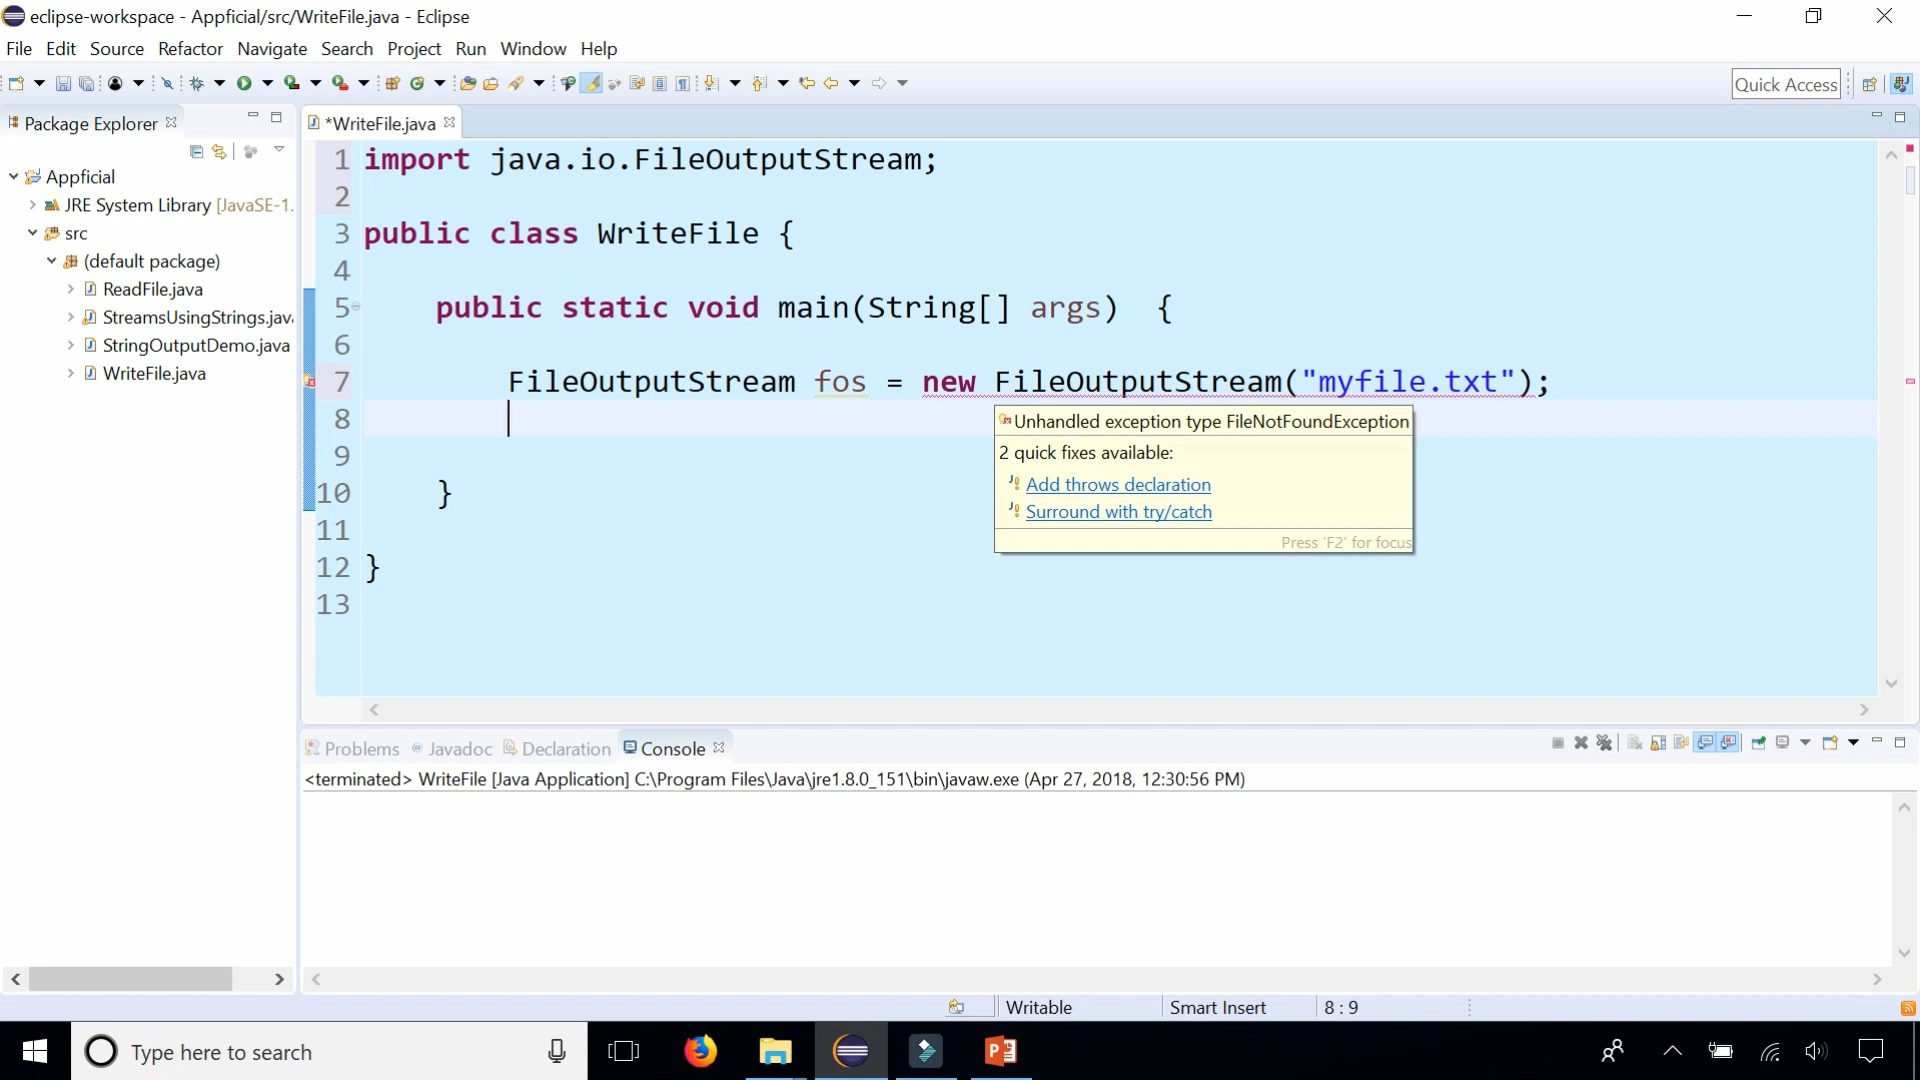 eclipse-workspace - Appficial/src/WriteFile.java - Eclipse
File Edit Source Refactor Navigate Search Project Run Window Help
Quick Access
Package Explorer
*WriteFile.java
Appficial
JRE System Library [JavaSE-1.
src
(default package)
ReadFile.java
StreamsUsingStrings.java
StringOutputDemo.java
WriteFile.java
1 import java.io.FileOutputStream;
2
3 public class WriteFile {
4
5 public static void main(String[] args)  {
6
7 FileOutputStream fos = new FileOutputStream("myfile.txt");
8
9
10 }
11
12 }
13
Unhandled exception type FileNotFoundException
2 quick fixes available:
Add throws declaration
Surround with try/catch
Press 'F2' for focus
Problems @ Javadoc Declaration Console
<terminated> WriteFile [Java Application] C:\Program Files\Java\jre1.8.0_151\bin\javaw.exe (Apr 27, 2018, 12:30:56 PM)
Writable Smart Insert 8 : 9
Type here to search